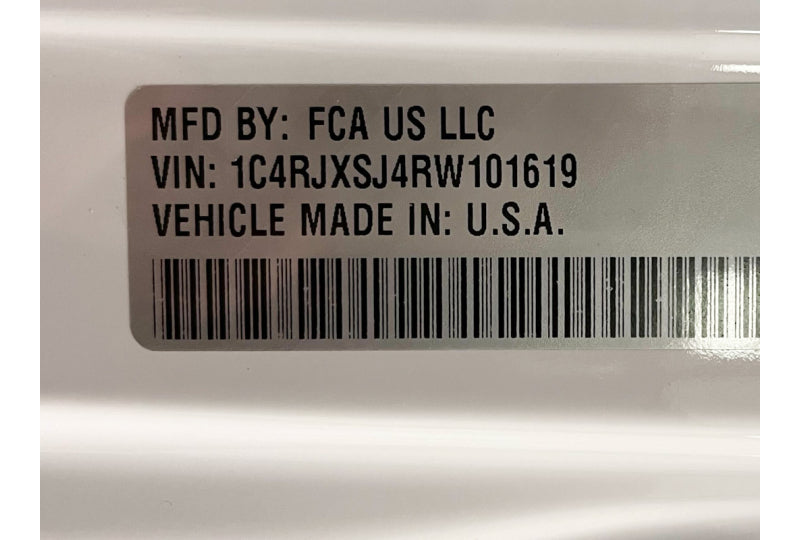 MFD BY: FCA US LLC
VIN: 1C4RJXSJ4RW101619
VEHICLE MADE IN: U.S.A.